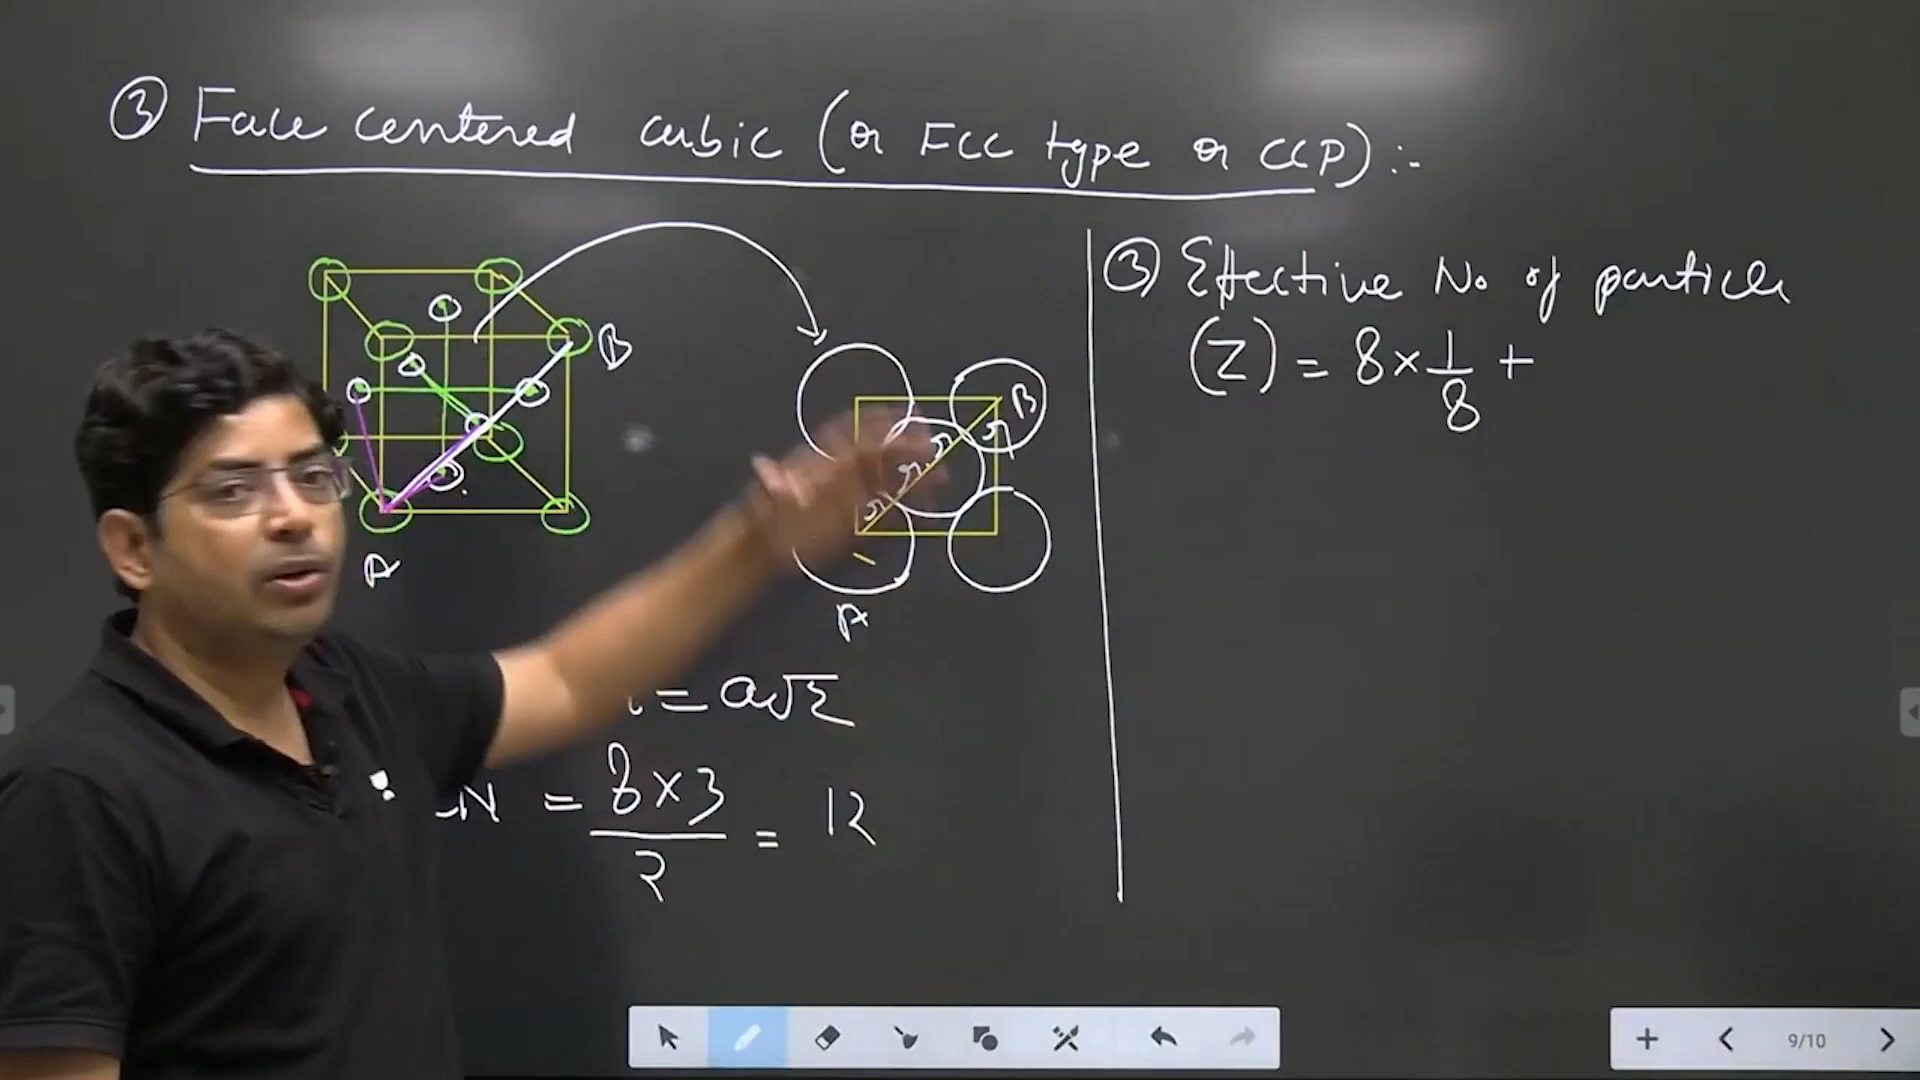 ③ Face centered cubic (or FCC type or CCP) :-
B
A
B
r
r
r
r
A
= a√2
N = 8 × 3 / 2 = 12
③ Effective No of particle
(Z) = 8 × 1/8 +
9/10